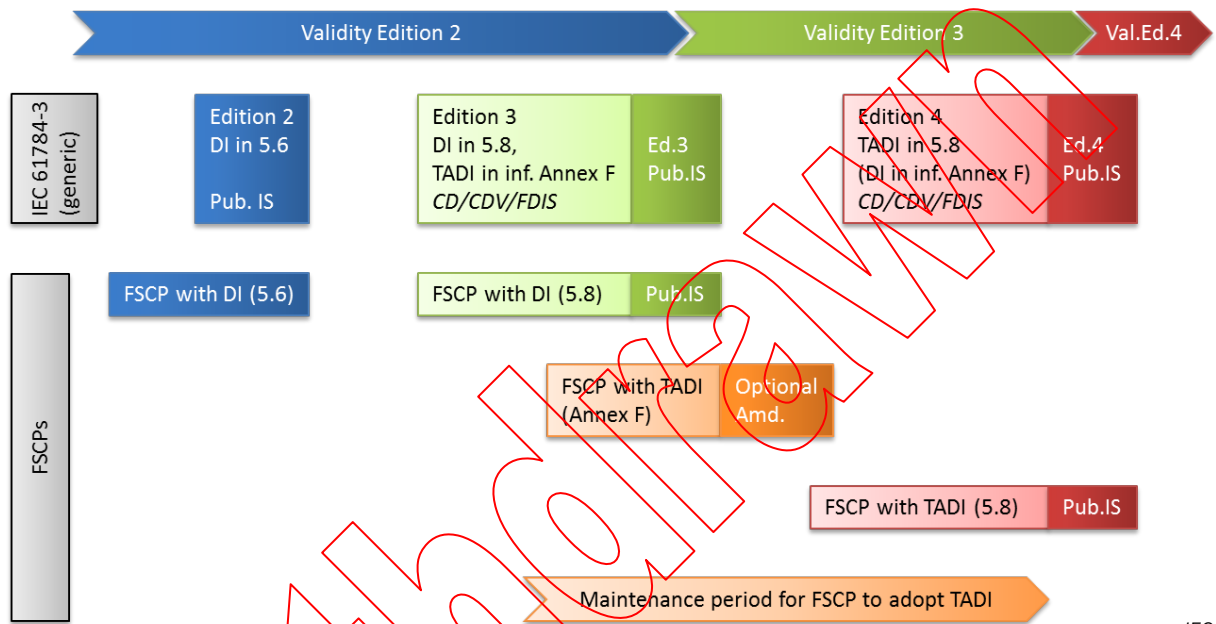 Validity Edition 2
Validity Edition 3
Val.Ed.4
IEC 61784-3
(generic)
Edition 2
DI in 5.6
Pub. IS
Edition 3
DI in 5.8,
TADI in inf. Annex F
CD/CDV/FDIS
Ed.3
Pub.IS
Edition 4
TADI in 5.8
(DI in inf. Annex F)
CD/CDV/FDIS
Ed.4
Pub.IS
FSCPs
FSCP with DI (5.6)
FSCP with DI (5.8)
Pub.IS
FSCP with TADI
(Annex F)
Optional
Amd.
FSCP with TADI (5.8)
Pub.IS
Maintenance period for FSCP to adopt TADI
thdrawn